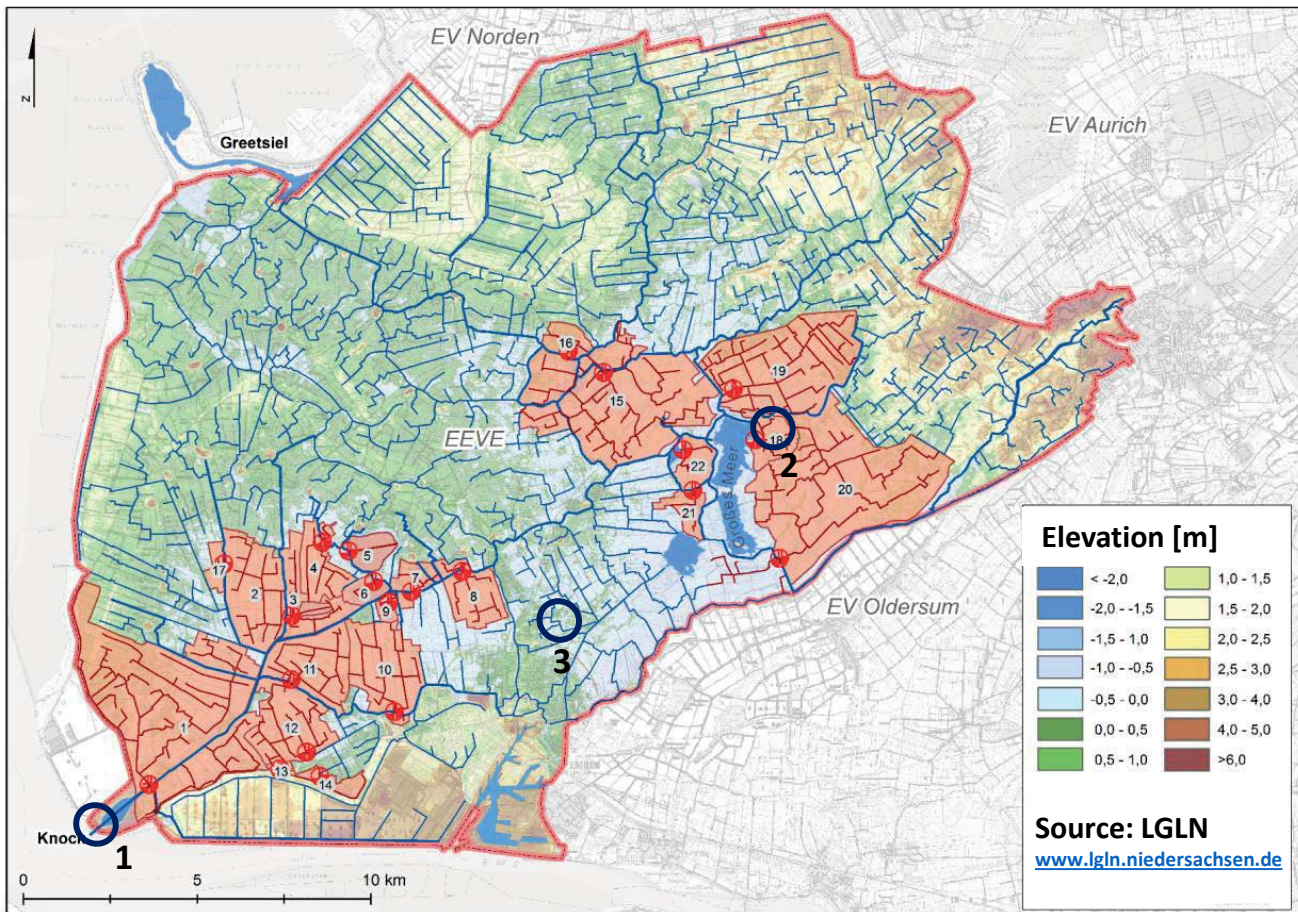 EV Norden
EV Aurich
z
Greetsiel
16
19
15
EEVE
18
2
22
20
Großes Meer
21
5
4
17
2
6
7
3
9
8
3
11
10
1
12
13
14
EV Oldersum
EMDEN
Knock
1
0 5 10 km
Elevation [m]
< -2,0 1,0 - 1,5
-2,0 - -1,5 1,5 - 2,0
-1,5 - 1,0 2,0 - 2,5
-1,0 - -0,5 2,5 - 3,0
-0,5 - 0,0 3,0 - 4,0
0,0 - 0,5 4,0 - 5,0
0,5 - 1,0 >6,0
Source: LGLN
www.lgln.niedersachsen.de